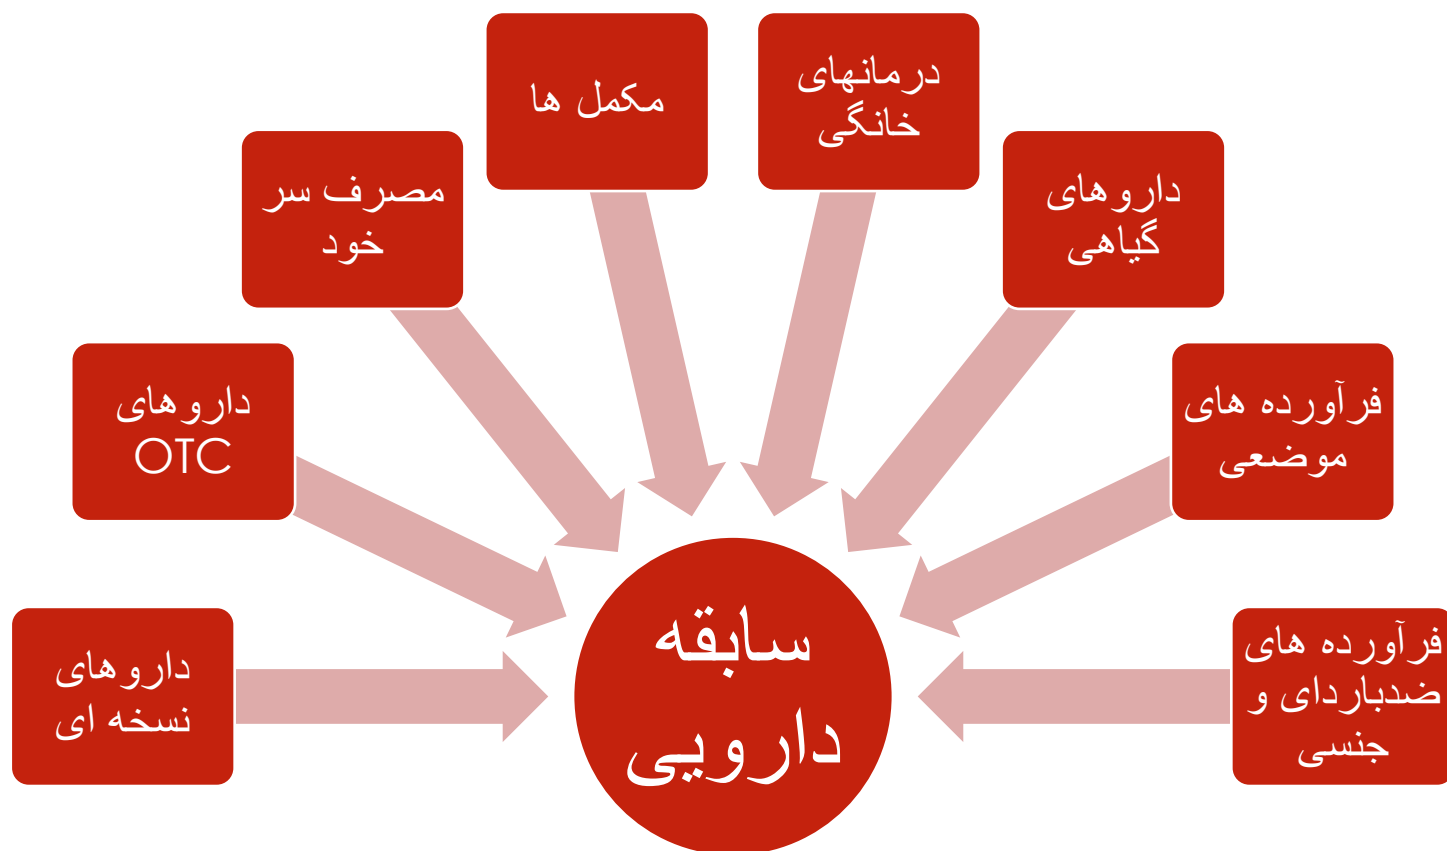 درمانهای
خانگی
مکمل ها
داروهای
گیاهی
مصرف سر
خود
فرآورده های
موضعی
داروهای
OTC
فرآورده های
ضدباردای و
جنسی
داروهای
نسخه ای
سابقه
دارویی